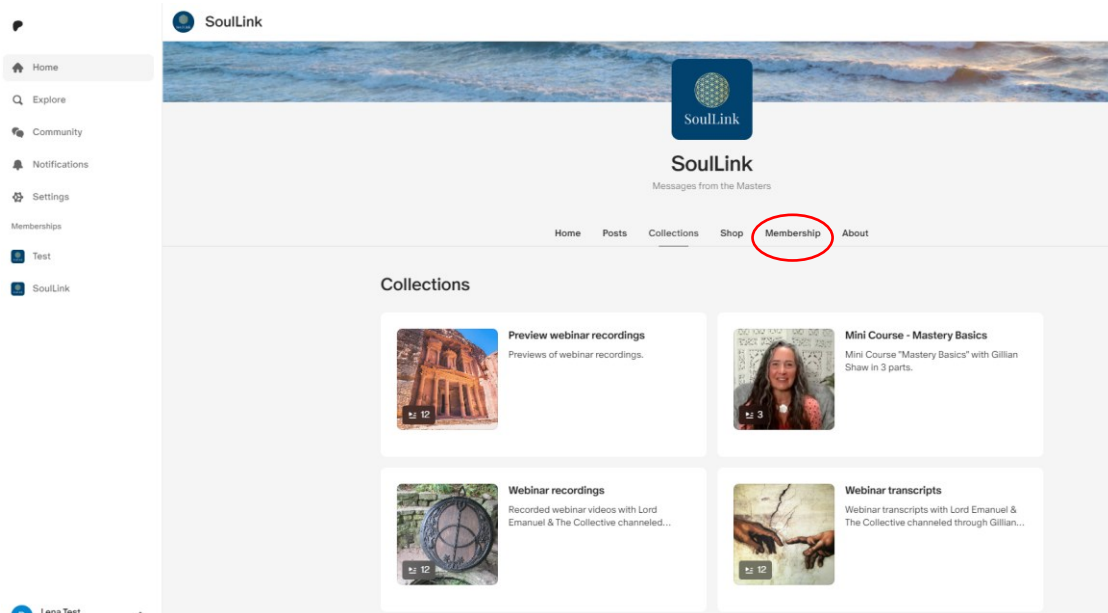 SoulLink
Home
Explore
Community
Notifications
Settings
Memberships
Test
SoulLink
SoulLink
SoulLink
Messages from the Masters
Home Posts Collections Shop Membership About
Collections
Preview webinar recordings
Previews of webinar recordings.
12
Mini Course - Mastery Basics
Mini Course "Mastery Basics" with Gillian
Shaw in 3 parts.
3
Webinar recordings
Recorded webinar videos with Lord
Emanuel & The Collective channeled...
12
Webinar transcripts
Webinar transcripts with Lord Emanuel &
The Collective channeled through Gillian...
12
Lena Test